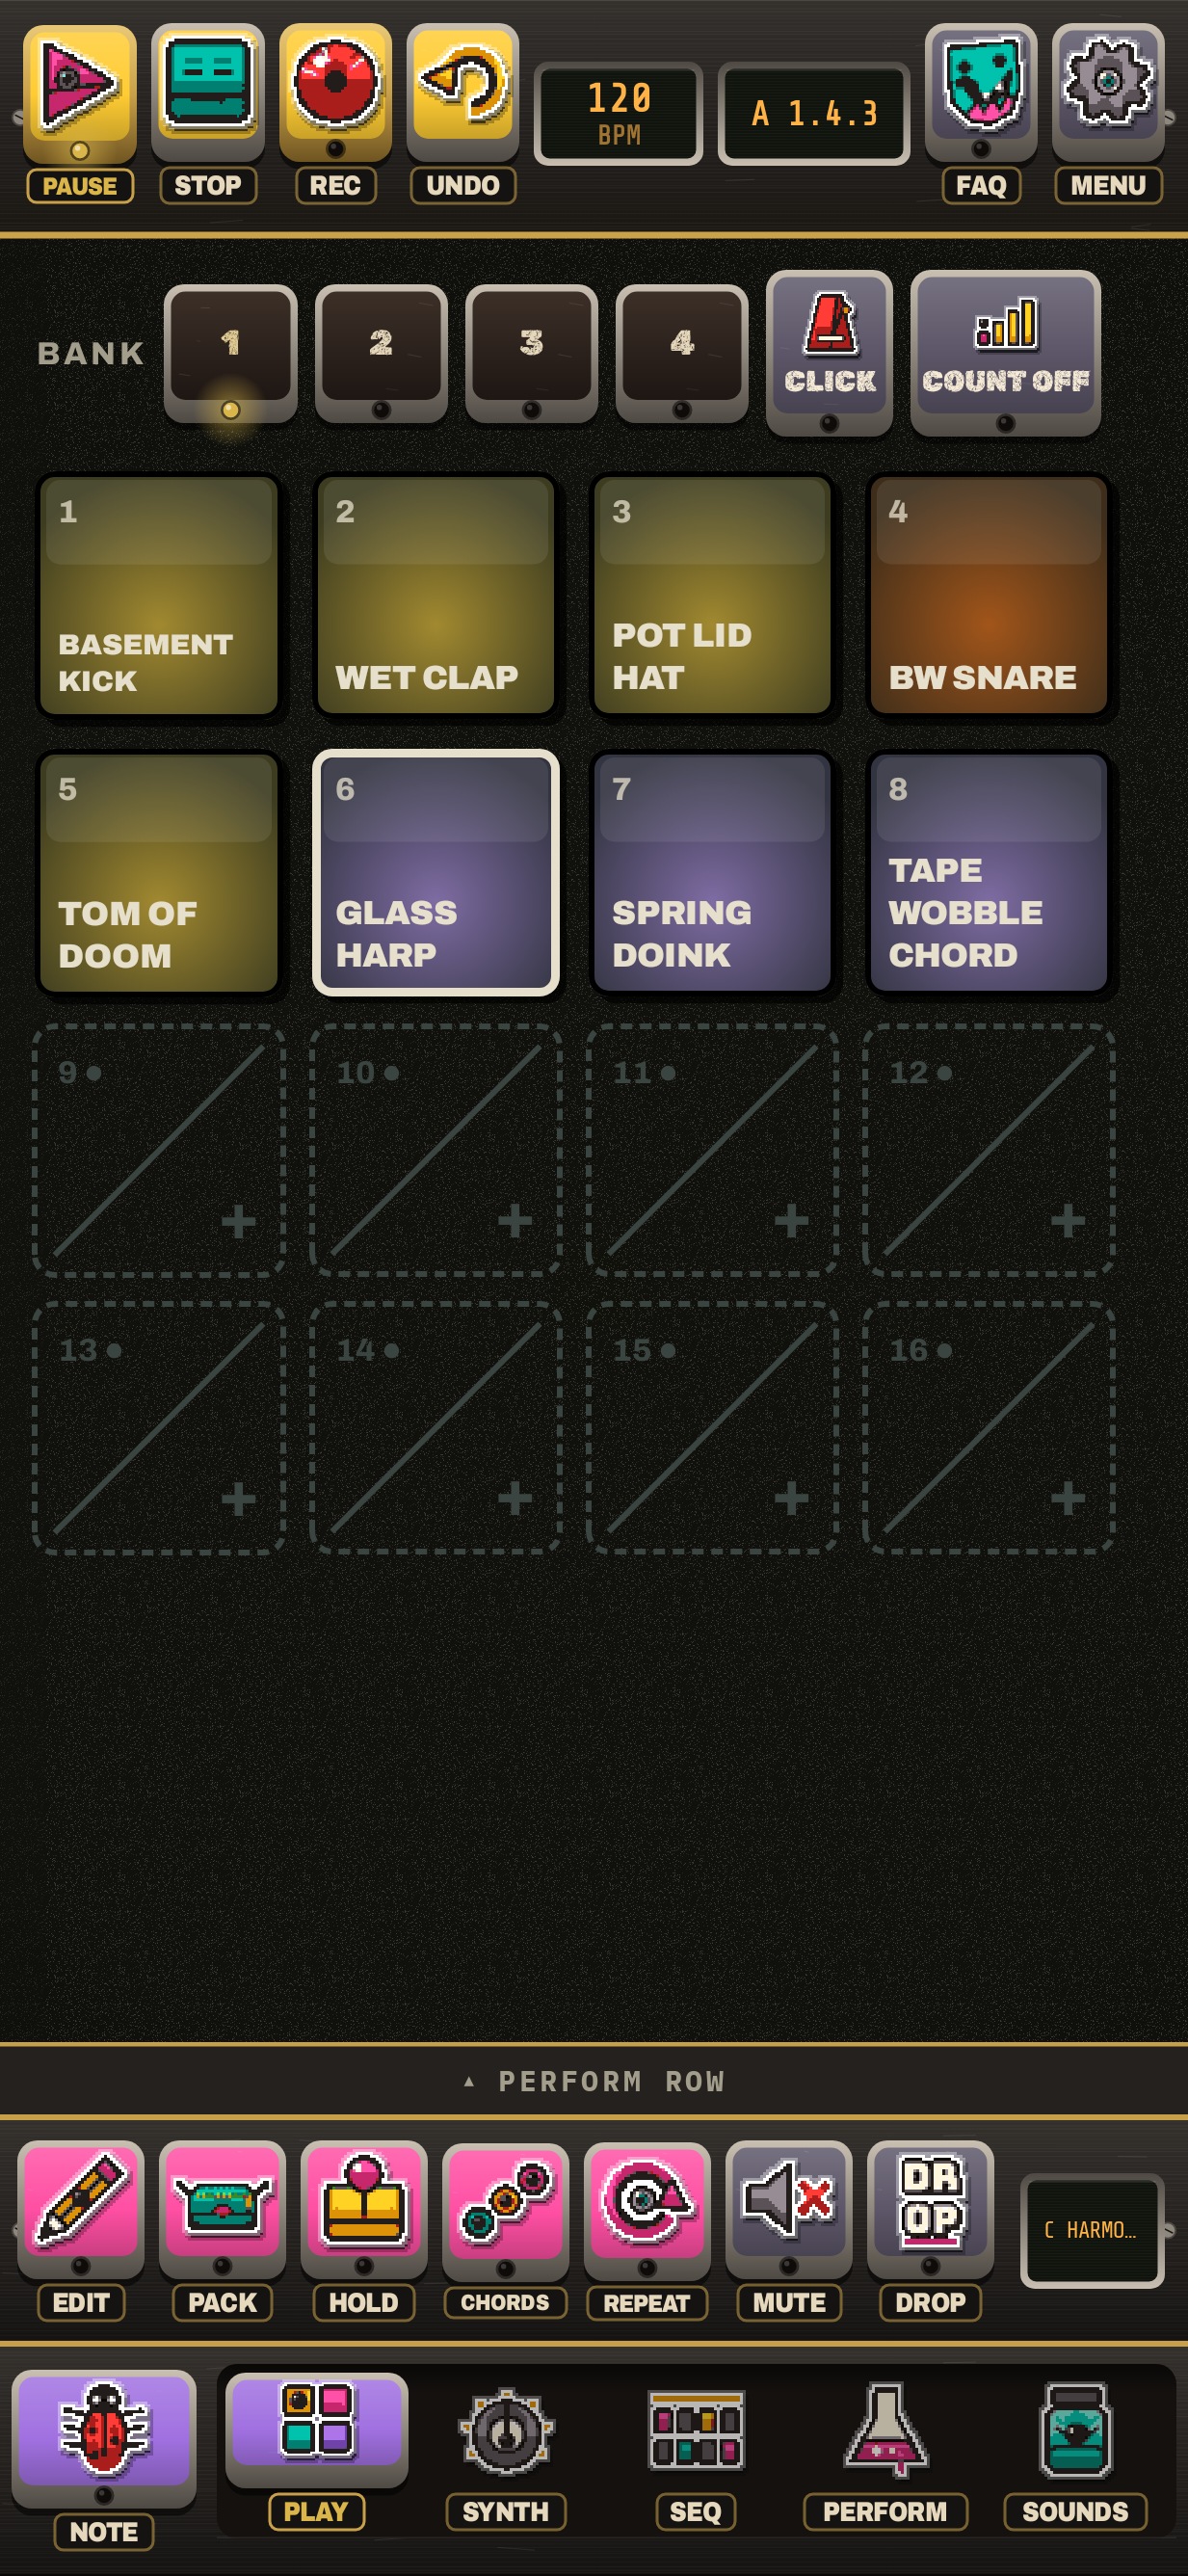 120
BPM
A 1.4.3
PAUSE
STOP
REC
UNDO
FAQ
MENU
BANK
1
2
3
4
CLICK
COUNT OFF
1
BASEMENT
KICK
2
WET CLAP
3
POT LID
HAT
4
BW SNARE
5
TOM OF
DOOM
6
GLASS
HARP
7
SPRING
DOINK
8
TAPE
WOBBLE
CHORD
9
10
11
12
13
14
15
16
▲ PERFORM ROW
DR
OP
C HARMO…
EDIT
PACK
HOLD
CHORDS
REPEAT
MUTE
DROP
NOTE
PLAY
SYNTH
SEQ
PERFORM
SOUNDS